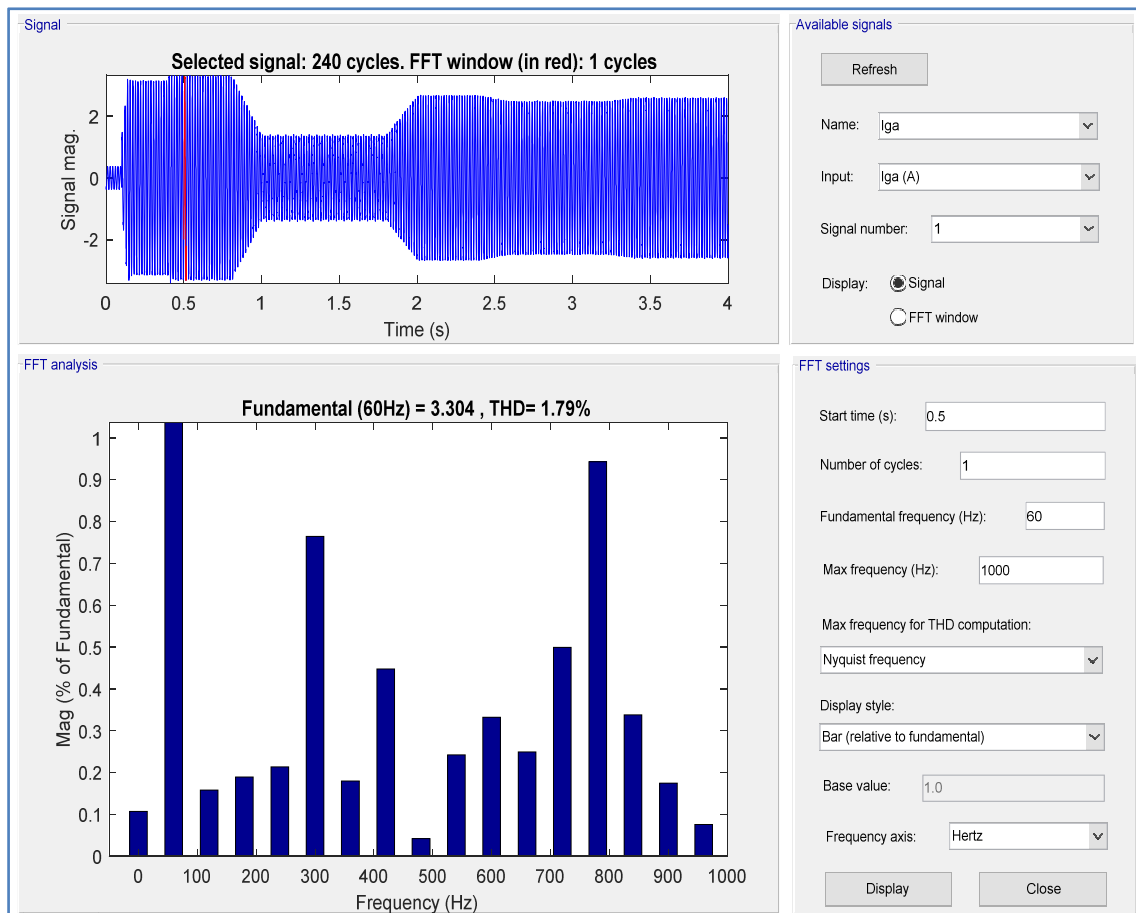 Signal
Selected signal: 240 cycles. FFT window (in red): 1 cycles
Signal mag.
2
0
-2
0 0.5 1 1.5 2 2.5 3 3.5 4
Time (s)
Available signals
Refresh
Name: Iga
Input: Iga (A)
Signal number: 1
Display: Signal
FFT window
FFT analysis
Fundamental (60Hz) = 3.304 , THD= 1.79%
Mag (% of Fundamental)
1
0.9
0.8
0.7
0.6
0.5
0.4
0.3
0.2
0.1
0
0 100 200 300 400 500 600 700 800 900 1000
Frequency (Hz)
FFT settings
Start time (s): 0.5
Number of cycles: 1
Fundamental frequency (Hz): 60
Max frequency (Hz): 1000
Max frequency for THD computation:
Nyquist frequency
Display style:
Bar (relative to fundamental)
Base value: 1.0
Frequency axis: Hertz
Display Close